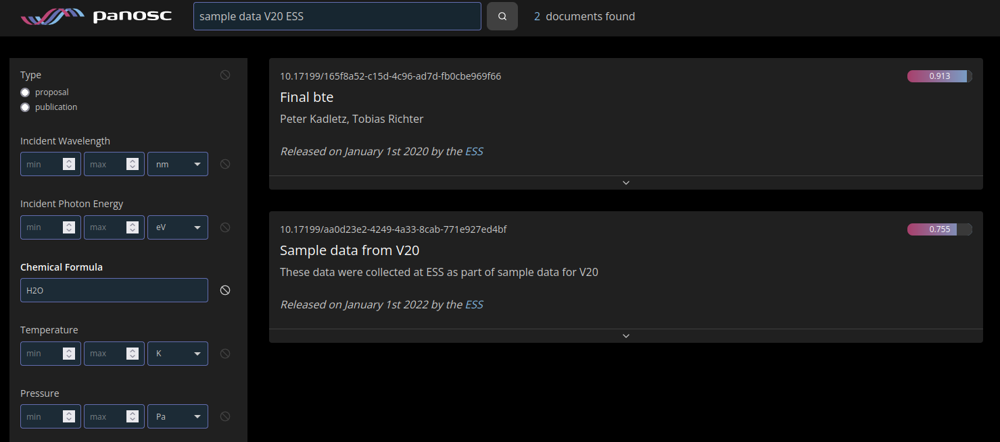 panosc
sample data V20 ESS
2 documents found
Type
proposal
publication
Incident Wavelength
min max nm
Incident Photon Energy
min max eV
Chemical Formula
H2O
Temperature
min max K
Pressure
min max Pa
10.17199/165f8a52-c15d-4c96-ad7d-fb0cbe969f66
0.913
Final bte
Peter Kadletz, Tobias Richter
Released on January 1st 2020 by the ESS
10.17199/aa0d23e2-4249-4a33-8cab-771e927ed4bf
0.755
Sample data from V20
These data were collected at ESS as part of sample data for V20
Released on January 1st 2022 by the ESS